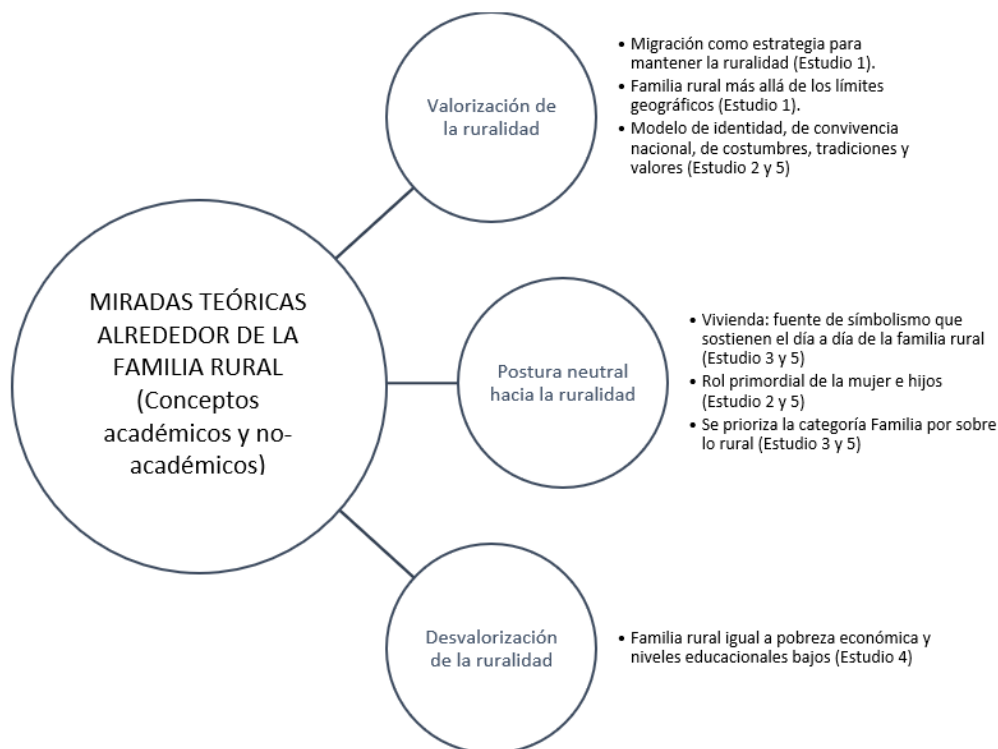 MIRADAS TEÓRICAS
ALREDEDOR DE LA
FAMILIA RURAL
(Conceptos
académicos y no-
académicos)
Valorización de
la ruralidad
• Migración como estrategia para
mantener la ruralidad (Estudio 1).
• Familia rural más allá de los límites
geográficos (Estudio 1).
• Modelo de identidad, de convivencia
nacional, de costumbres, tradiciones y
valores (Estudio 2 y 5)
Postura neutral
hacia la ruralidad
• Vivienda: fuente de símbolismo que
sostienen el día a día de la familia rural
(Estudio 3 y 5)
• Rol primordial de la mujer e hijos
(Estudio 2 y 5)
• Se prioriza la categoría Familia por sobre
lo rural (Estudio 3 y 5)
Desvalorización
de la ruralidad
• Familia rural igual a pobreza económica y
niveles educacionales bajos (Estudio 4)